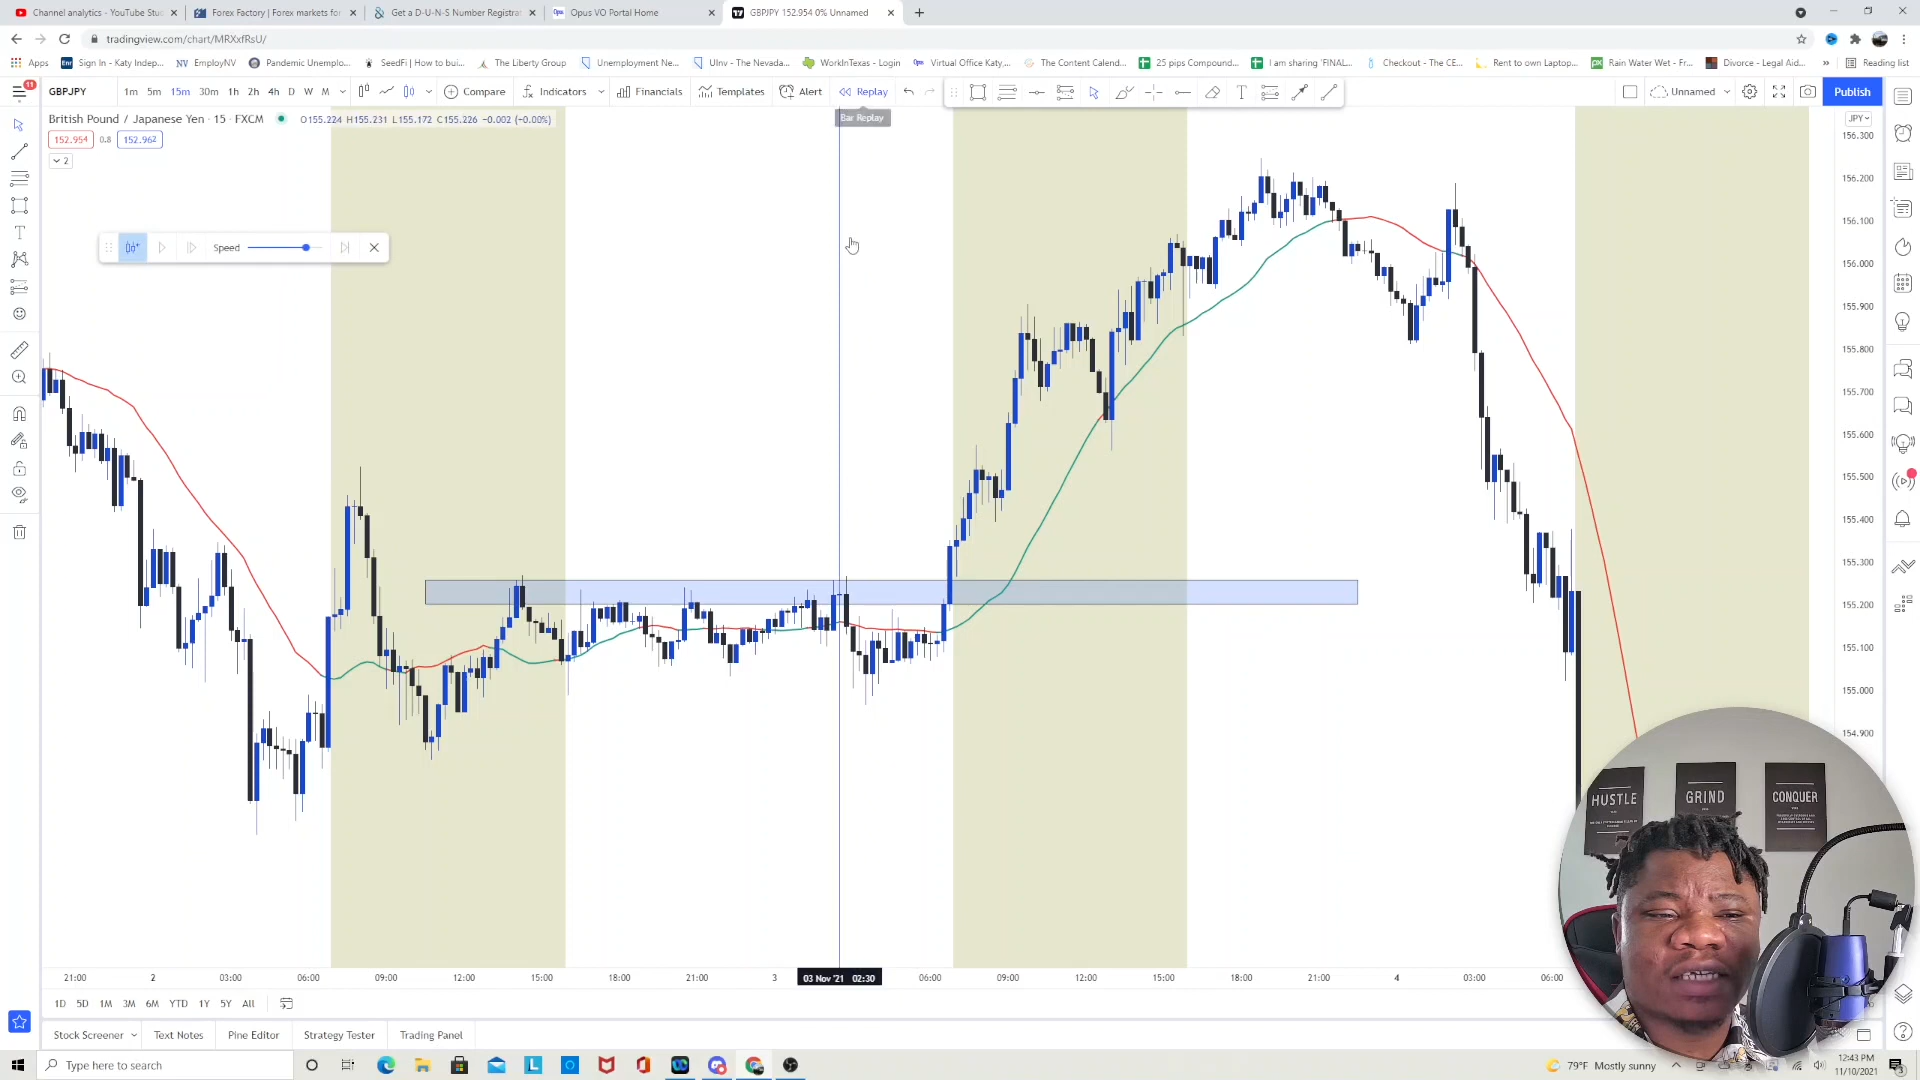 Channel analytics - YouTube Stu
Forex Factory | Forex markets for
Get a D-U-N-S Number Registrat
Opus VO Portal Home
GBPJPY 152.954 0% Unnamed
tradingview.com/chart/MRXxfRsU/
Apps
Sign In - Katy Indep...
EmployNV
Pandemic Unemplo...
SeedFi | How to bui...
The Liberty Group
Unemployment Ne...
UInv - The Nevada...
WorkInTexas - Login
Virtual Office Katy,...
The Content Calend...
25 pips Compound...
I am sharing 'FINAL...
Checkout - The CE...
Rent to own Laptop...
Rain Water Wet - Fr...
Divorce - Legal Aid...
»
Reading list
11
GBPJPY
1m 5m 15m 30m 1h 2h 4h D W M
Compare
Indicators
Financials
Templates
Alert
Replay
Unnamed
Publish
Bar Replay
British Pound / Japanese Yen · 15 · FXCM
O155.224 H155.231 L155.172 C155.226 −0.002 (−0.00%)
JPY
152.954 0.8 152.962
2
Speed
156.300
156.200
156.100
156.000
155.900
155.800
155.700
155.600
155.500
155.400
155.300
155.200
155.100
155.000
154.900
HUSTLE
GRIND
CONQUER
21:00 2 03:00 06:00 09:00 12:00 15:00 18:00 21:00 3 03 Nov '21 02:30 06:00 09:00 12:00 15:00 18:00 21:00 4 03:00 06:00
1D 5D 1M 3M 6M YTD 1Y 5Y All
Stock Screener
Text Notes
Pine Editor
Strategy Tester
Trading Panel
Type here to search
79°F Mostly sunny
12:43 PM
11/10/2021